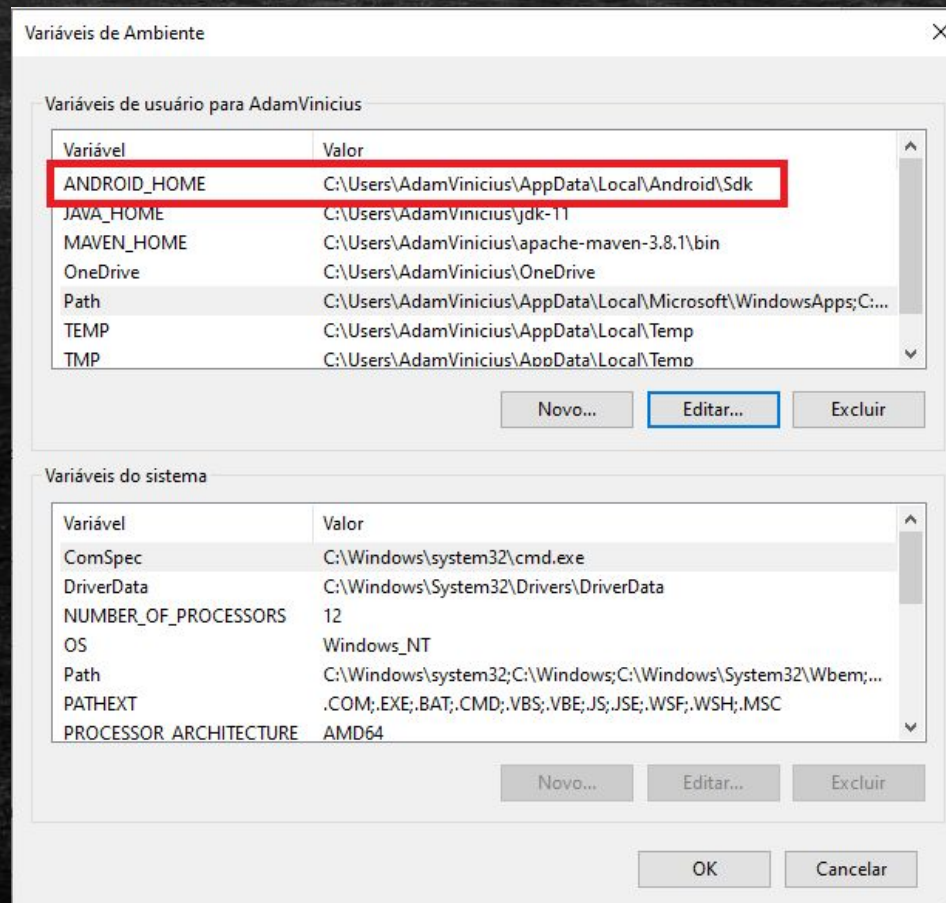 Variáveis de Ambiente
Variáveis de usuário para AdamVinicius
Variável Valor
ANDROID_HOME C:\Users\AdamVinicius\AppData\Local\Android\Sdk
JAVA_HOME C:\Users\AdamVinicius\jdk-11
MAVEN_HOME C:\Users\AdamVinicius\apache-maven-3.8.1\bin
OneDrive C:\Users\AdamVinicius\OneDrive
Path C:\Users\AdamVinicius\AppData\Local\Microsoft\WindowsApps;C:...
TEMP C:\Users\AdamVinicius\AppData\Local\Temp
TMP C:\Users\AdamVinicius\AppData\Local\Temp
Novo... Editar... Excluir
Variáveis do sistema
Variável Valor
ComSpec C:\Windows\system32\cmd.exe
DriverData C:\Windows\System32\Drivers\DriverData
NUMBER_OF_PROCESSORS 12
OS Windows_NT
Path C:\Windows\system32;C:\Windows;C:\Windows\System32\Wbem;...
PATHEXT .COM;.EXE;.BAT;.CMD;.VBS;.VBE;.JS;.JSE;.WSF;.WSH;.MSC
PROCESSOR_ARCHITECTURE AMD64
Novo... Editar... Excluir
OK Cancelar